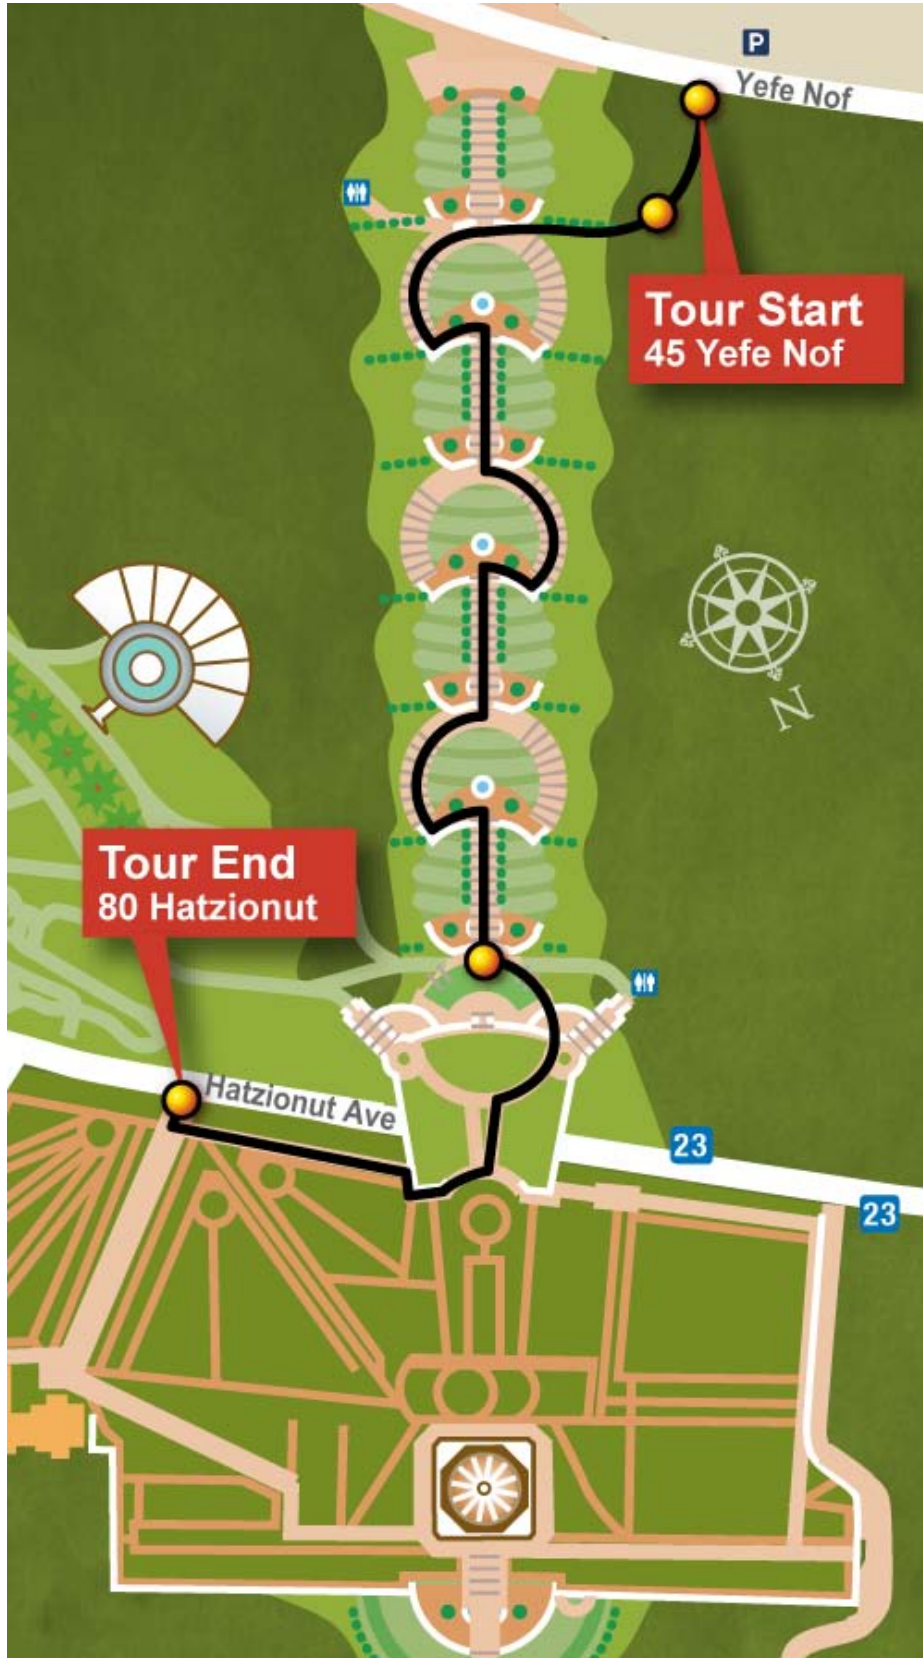 P
Yefe Nof
Tour Start
45 Yefe Nof
N
Tour End
80 Hatzionut
Hatzionut Ave
23
23